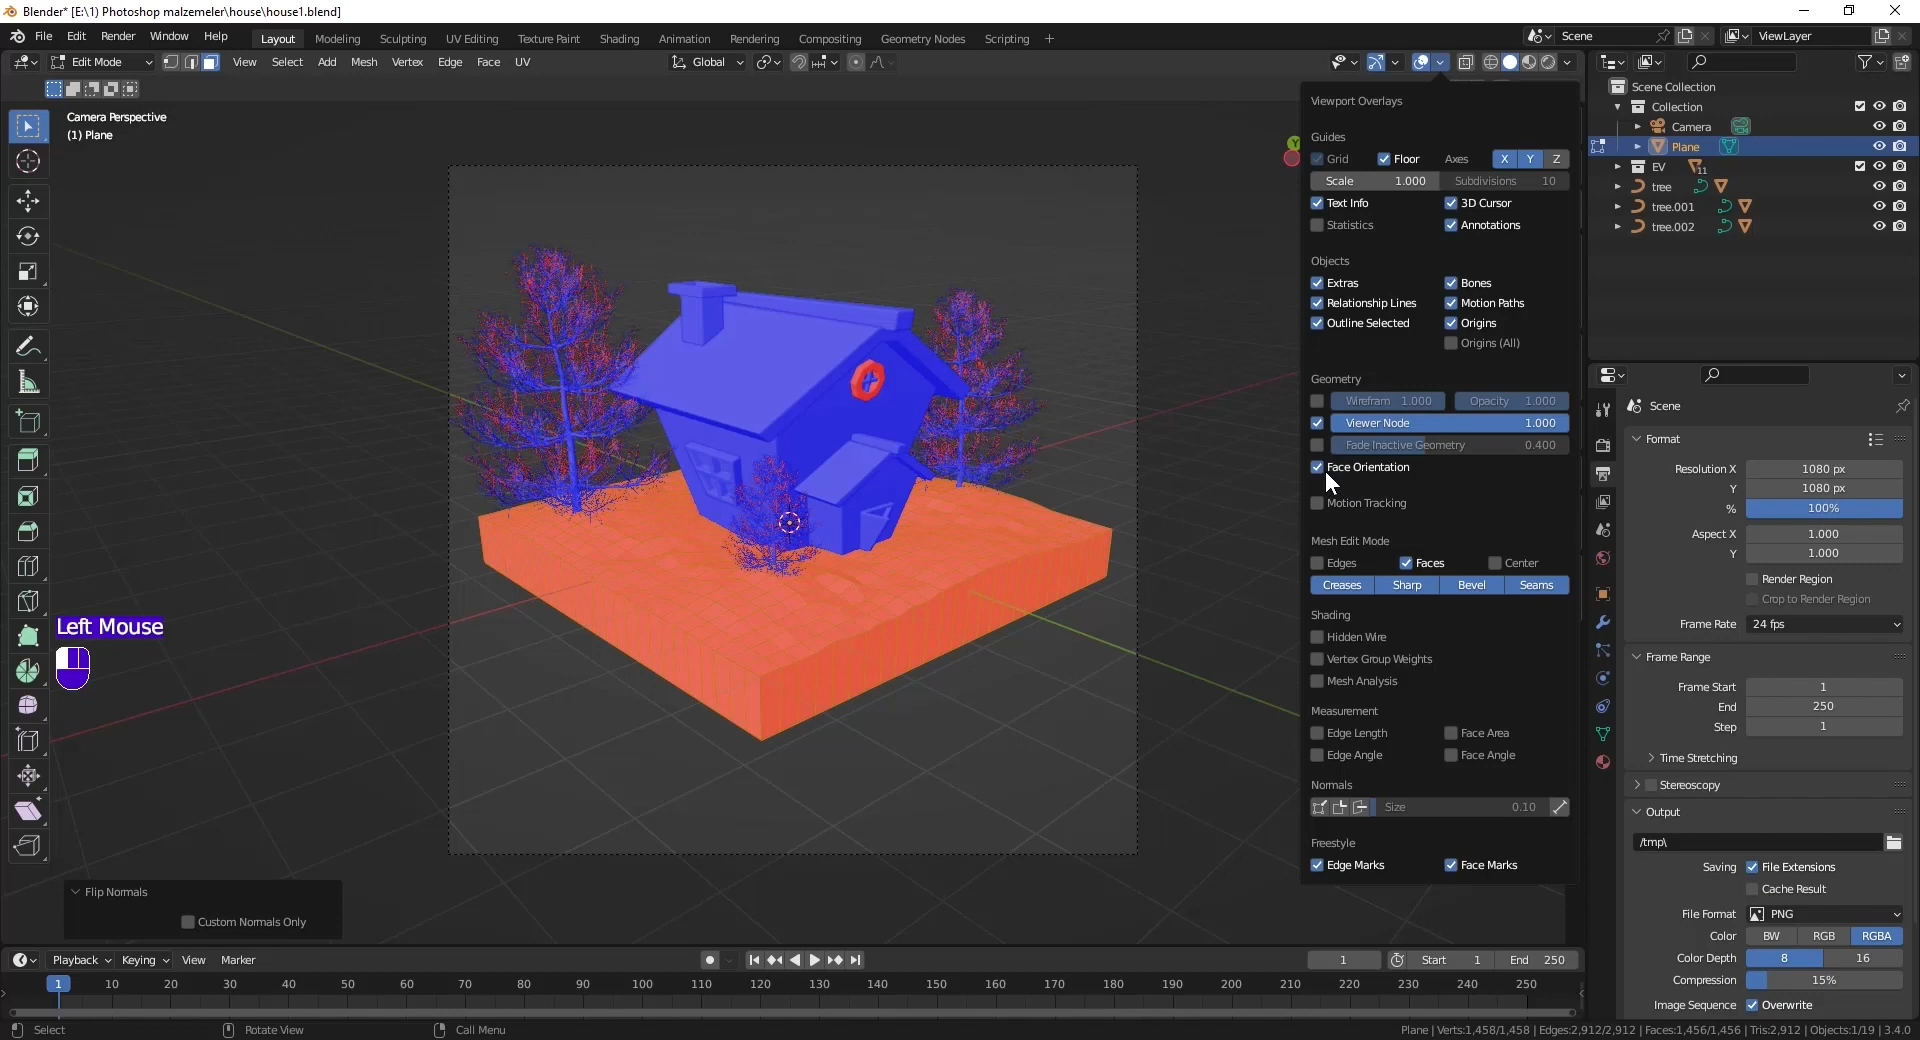 Blender* [E:\1) Photoshop malzemeler\house\house1.blend]
File Edit Render Window Help Layout Modeling Sculpting UV Editing Texture Paint Shading Animation Rendering Compositing Geometry Nodes Scripting + Scene ViewLayer
Edit Mode View Select Add Mesh Vertex Edge Face UV Global
Camera Perspective
(1) Plane
Left Mouse
Flip Normals
Custom Normals Only
Viewport Overlays
Guides
Grid Floor Axes X Y Z
Scale 1.000 Subdivisions 10
Text Info 3D Cursor
Statistics Annotations
Objects
Extras Bones
Relationship Lines Motion Paths
Outline Selected Origins
Origins (All)
Geometry
Wirefram 1.000 Opacity 1.000
Viewer Node 1.000
Fade Inactive Geometry 0.400
Face Orientation
Motion Tracking
Mesh Edit Mode
Edges Faces Center
Creases Sharp Bevel Seams
Shading
Hidden Wire
Vertex Group Weights
Mesh Analysis
Measurement
Edge Length Face Area
Edge Angle Face Angle
Normals
Size 0.10
Freestyle
Edge Marks Face Marks
Scene Collection
Collection
Camera
Plane
EV 11
tree
tree.001
tree.002
Scene
Format
Resolution X 1080 px
Y 1080 px
% 100%
Aspect X 1.000
Y 1.000
Render Region
Crop to Render Region
Frame Rate 24 fps
Frame Range
Frame Start 1
End 250
Step 1
Time Stretching
Stereoscopy
Output
/tmp\
Saving File Extensions
Cache Result
File Format PNG
Color BW RGB RGBA
Color Depth 8 16
Compression 15%
Image Sequence Overwrite
Playback Keying View Marker 1 Start 1 End 250
1 10 20 30 40 50 60 70 80 90 100 110 120 130 140 150 160 170 180 190 200 210 220 230 240 250
Select Rotate View Call Menu Plane | Verts:1,458/1,458 | Edges:2,912/2,912 | Faces:1,456/1,456 | Tris:2,912 | Objects:1/19 | 3.4.0